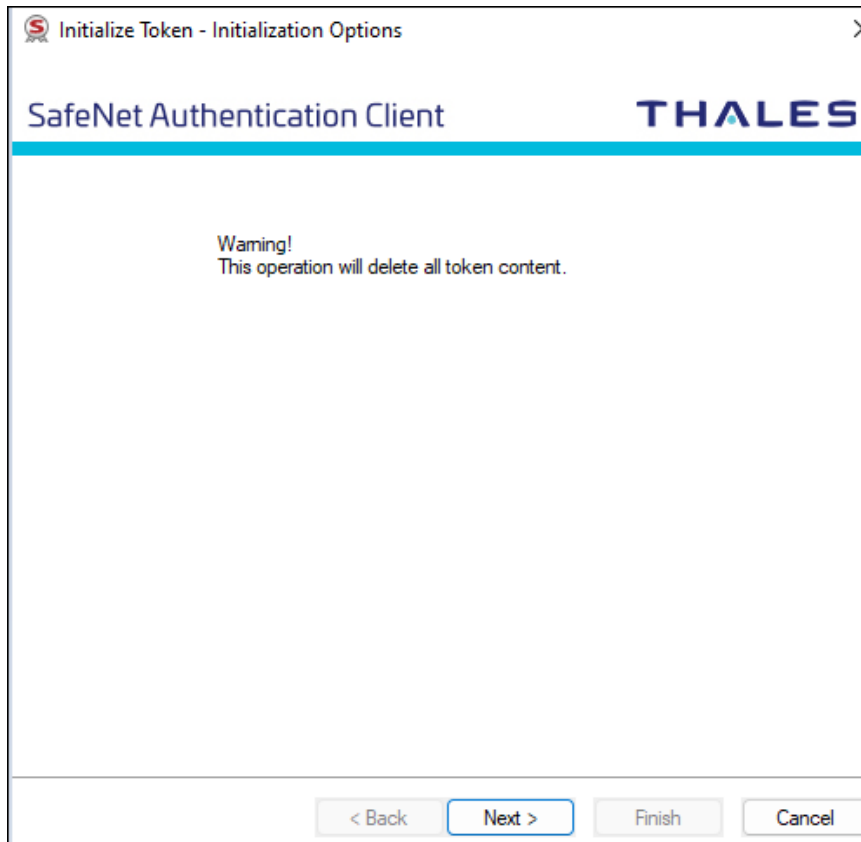 Initialize Token - Initialization Options
SafeNet Authentication Client
THALES
Warning!
This operation will delete all token content.
< Back
Next >
Finish
Cancel